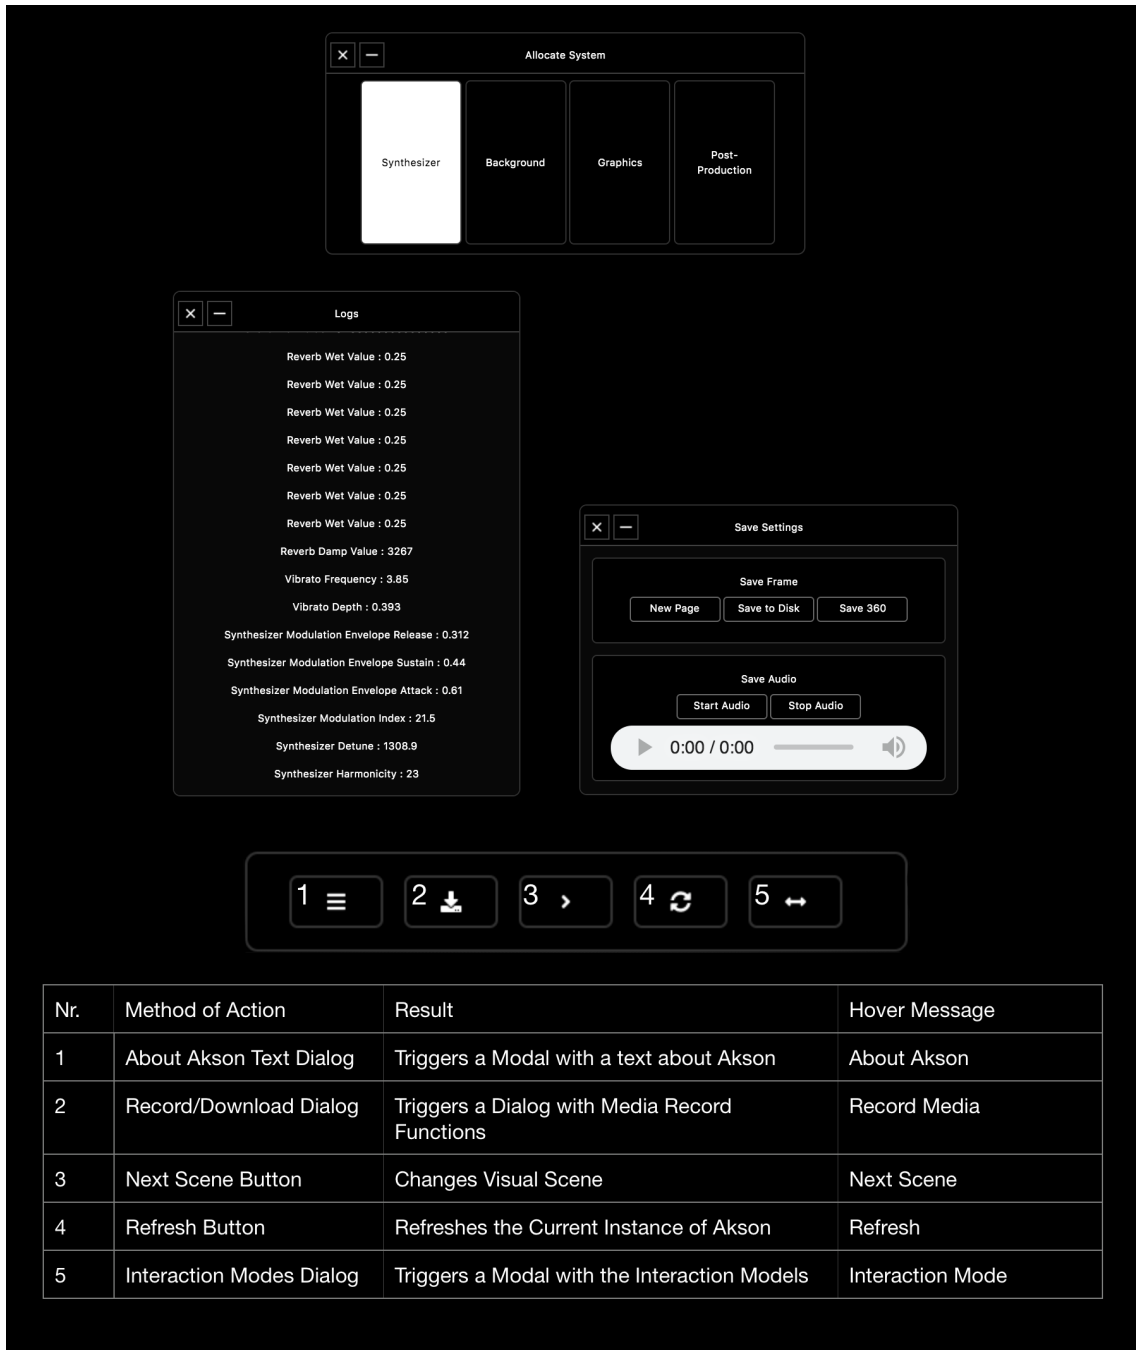 Allocate System
Synthesizer
Background
Graphics
Post-
Production
Logs
Reverb Wet Value : 0.25
Reverb Wet Value : 0.25
Reverb Wet Value : 0.25
Reverb Wet Value : 0.25
Reverb Wet Value : 0.25
Reverb Wet Value : 0.25
Reverb Wet Value : 0.25
Reverb Damp Value : 3267
Vibrato Frequency : 3.85
Vibrato Depth : 0.393
Synthesizer Modulation Envelope Release : 0.312
Synthesizer Modulation Envelope Sustain : 0.44
Synthesizer Modulation Envelope Attack : 0.61
Synthesizer Modulation Index : 21.5
Synthesizer Detune : 1308.9
Synthesizer Harmonicity : 23
Save Settings
Save Frame
New Page Save to Disk Save 360
Save Audio
Start Audio Stop Audio
0:00 / 0:00
1 2 3 4 5
Nr. Method of Action Result Hover Message
1 About Akson Text Dialog Triggers a Modal with a text about Akson About Akson
2 Record/Download Dialog Triggers a Dialog with Media Record Record Media
Functions
3 Next Scene Button Changes Visual Scene Next Scene
4 Refresh Button Refreshes the Current Instance of Akson Refresh
5 Interaction Modes Dialog Triggers a Modal with the Interaction Models Interaction Mode